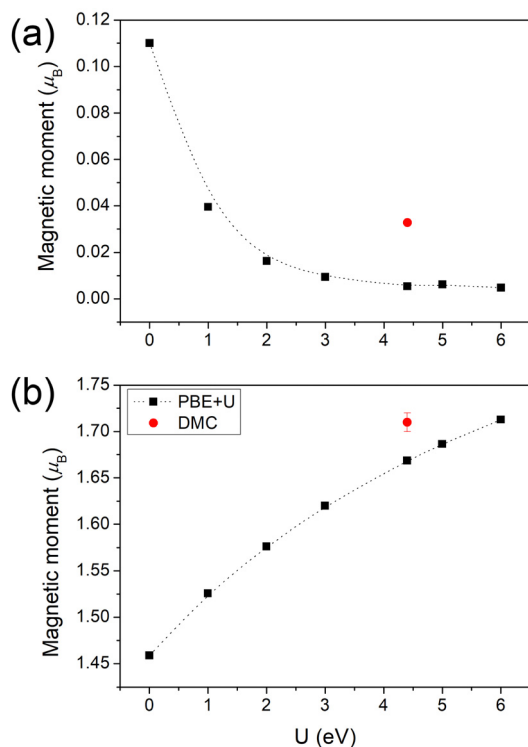 (a)
Magnetic moment (μB)
0.12
0.10
0.08
0.06
0.04
0.02
0.00
0 1 2 3 4 5 6
(b)
Magnetic moment (μB)
1.75
1.70
1.65
1.60
1.55
1.50
1.45
PBE+U
DMC
0 1 2 3 4 5 6
U (eV)